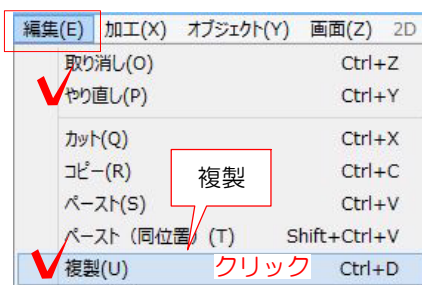 編集(E) 加工(X) オブジェクト(Y) 画面(Z) 2D
取り消し(O) Ctrl+Z
やり直し(P) Ctrl+Y
カット(Q) Ctrl+X
コピー(R) Ctrl+C
複製
ペースト(S) Ctrl+V
ペースト（同位置）(T) Shift+Ctrl+V
複製(U) クリック Ctrl+D